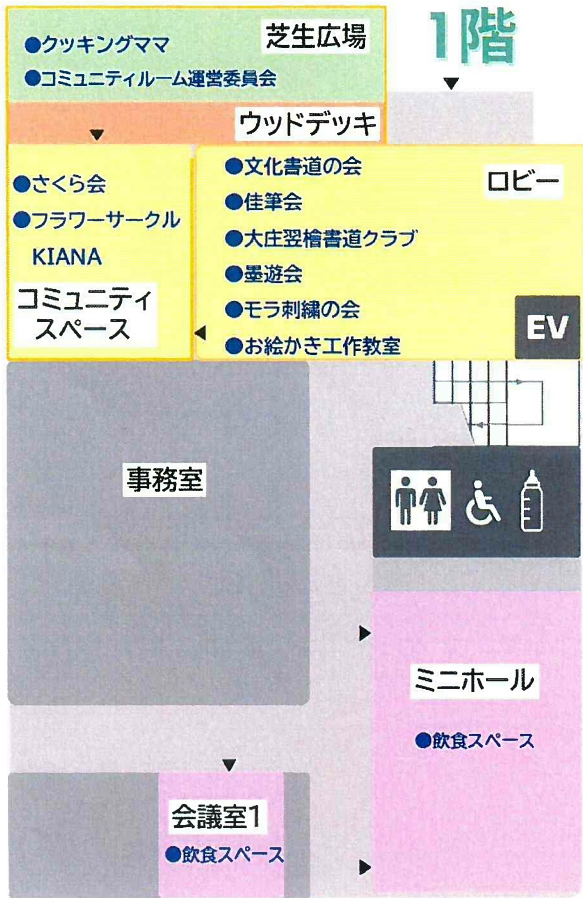 1階
芝生広場
●クッキングママ
●コミュニティルーム運営委員会
ウッドデッキ
●さくら会
●フラワーサークル
KIANA
コミュニティ
スペース
ロビー
●文化書道の会
●佳筆会
●大庄翌檜書道クラブ
●墨遊会
●モラ刺繍の会
●お絵かき工作教室
EV
事務室
ミニホール
●飲食スペース
会議室1
●飲食スペース